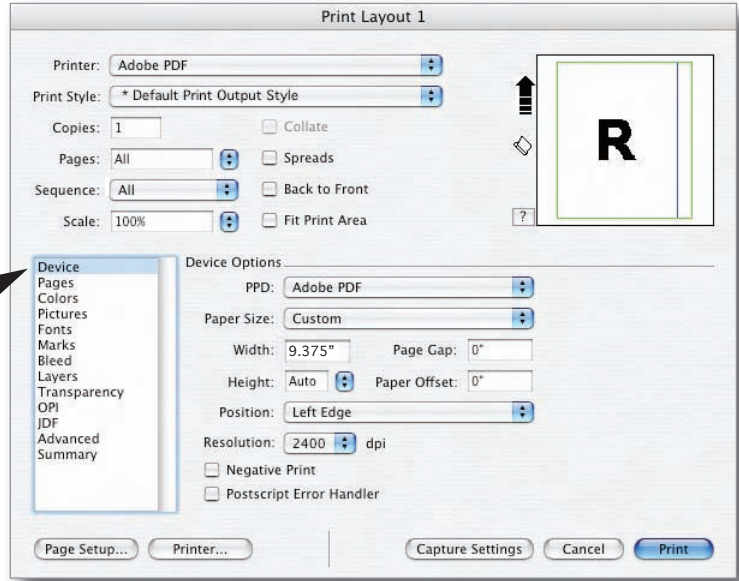 Print Layout 1
Printer: Adobe PDF
Print Style: * Default Print Output Style
Copies: 1 Collate
Pages: All Spreads
Sequence: All Back to Front
Scale: 100% Fit Print Area
R
?
Device
Pages
Colors
Pictures
Fonts
Marks
Bleed
Layers
Transparency
OPI
JDF
Advanced
Summary
Device Options
PPD: Adobe PDF
Paper Size: Custom
Width: 9.375” Page Gap: 0"
Height: Auto Paper Offset: 0"
Position: Left Edge
Resolution: 2400 dpi
Negative Print
Postscript Error Handler
Page Setup... Printer... Capture Settings Cancel Print